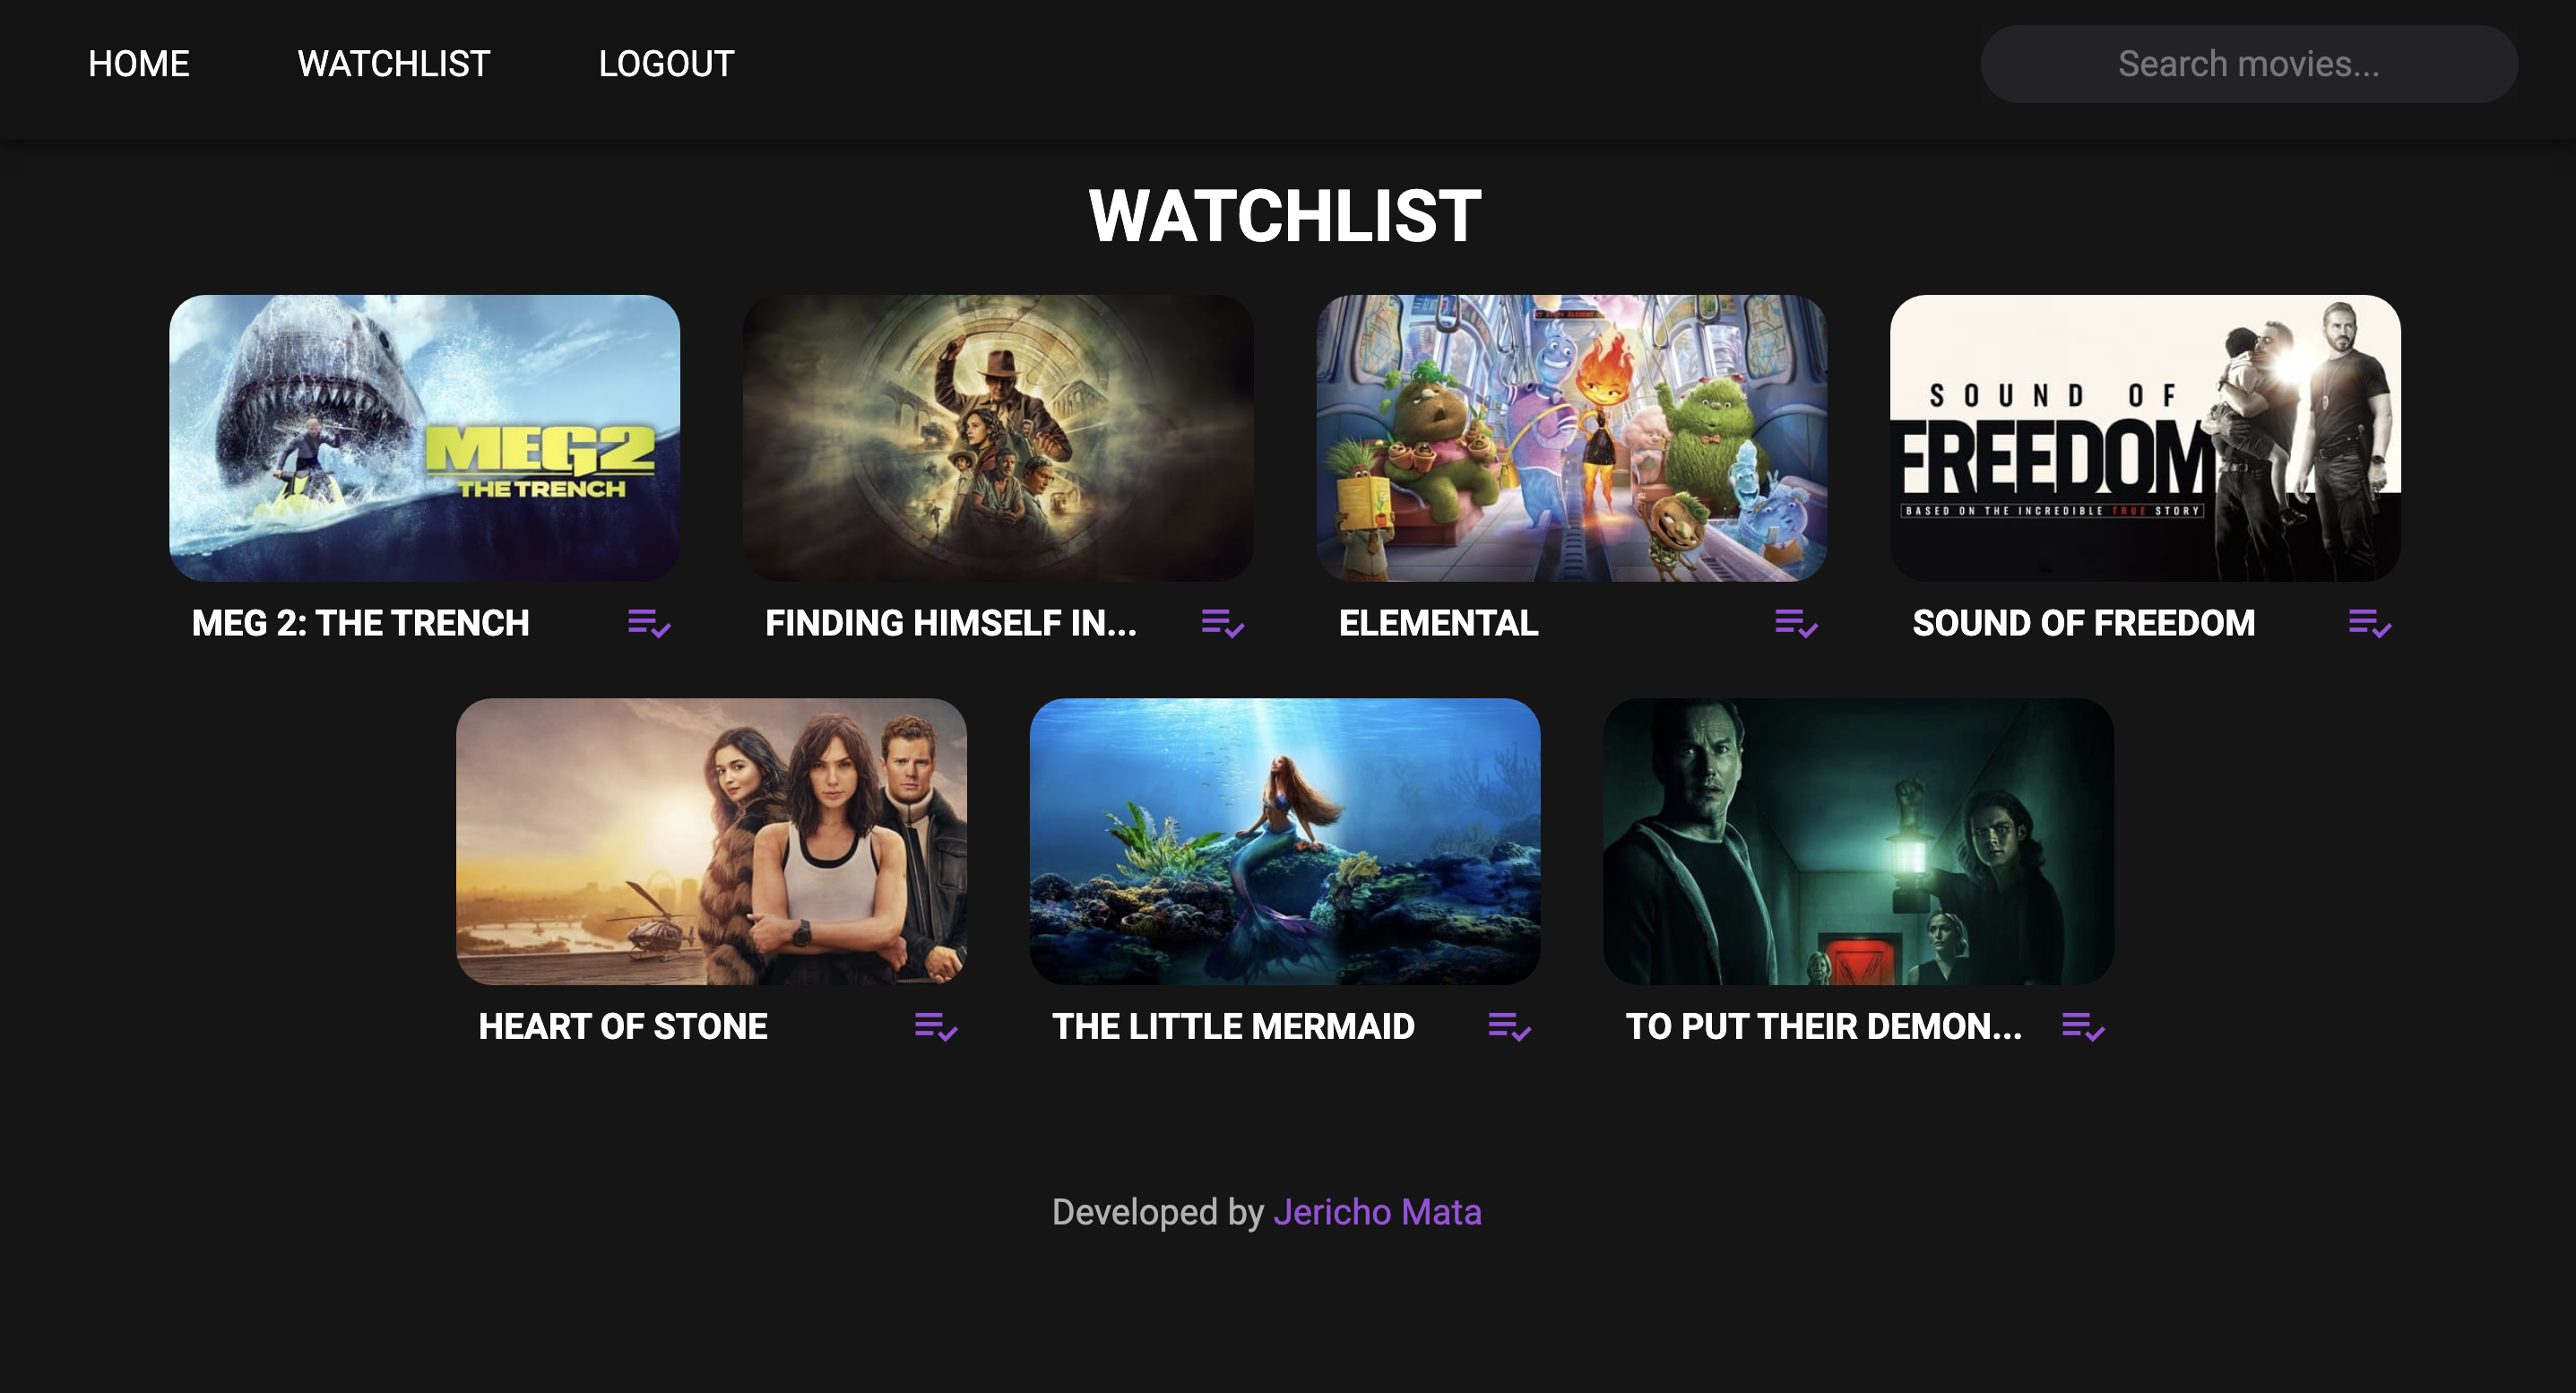 HOME WATCHLIST LOGOUT Search movies...
WATCHLIST
MEG2
THE TRENCH
SOUND OF
FREEDOM
BASED ON THE INCREDIBLE TRUE STORY
MEG 2: THE TRENCH
FINDING HIMSELF IN...
ELEMENTAL
SOUND OF FREEDOM
HEART OF STONE
THE LITTLE MERMAID
TO PUT THEIR DEMON...
Developed by Jericho Mata